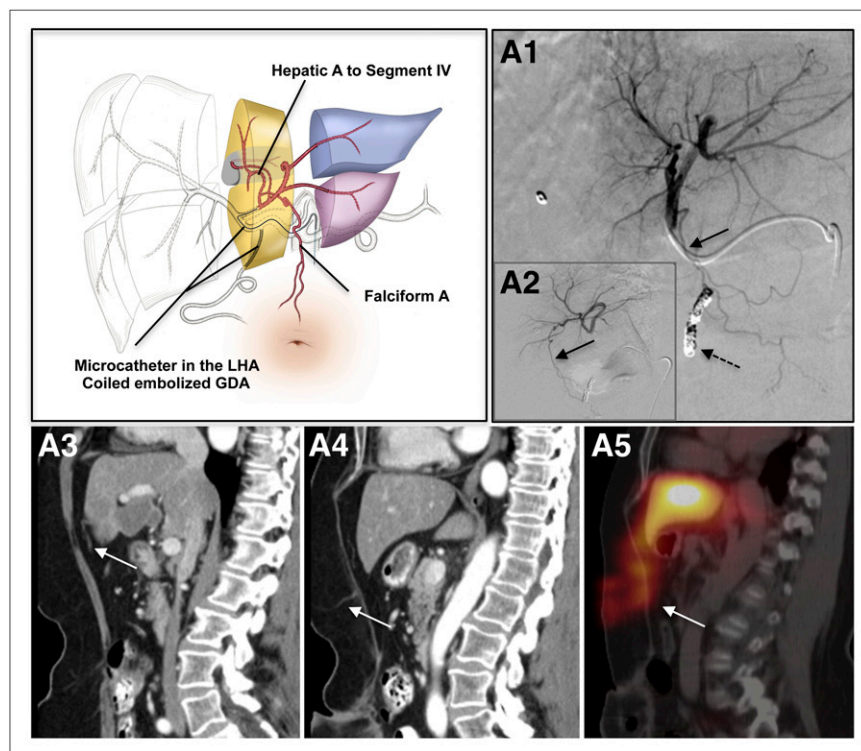 Hepatic A to Segment IV
Falciform A
Microcatheter in the LHA
Coiled embolized GDA
A1
A2
A3
A4
A5